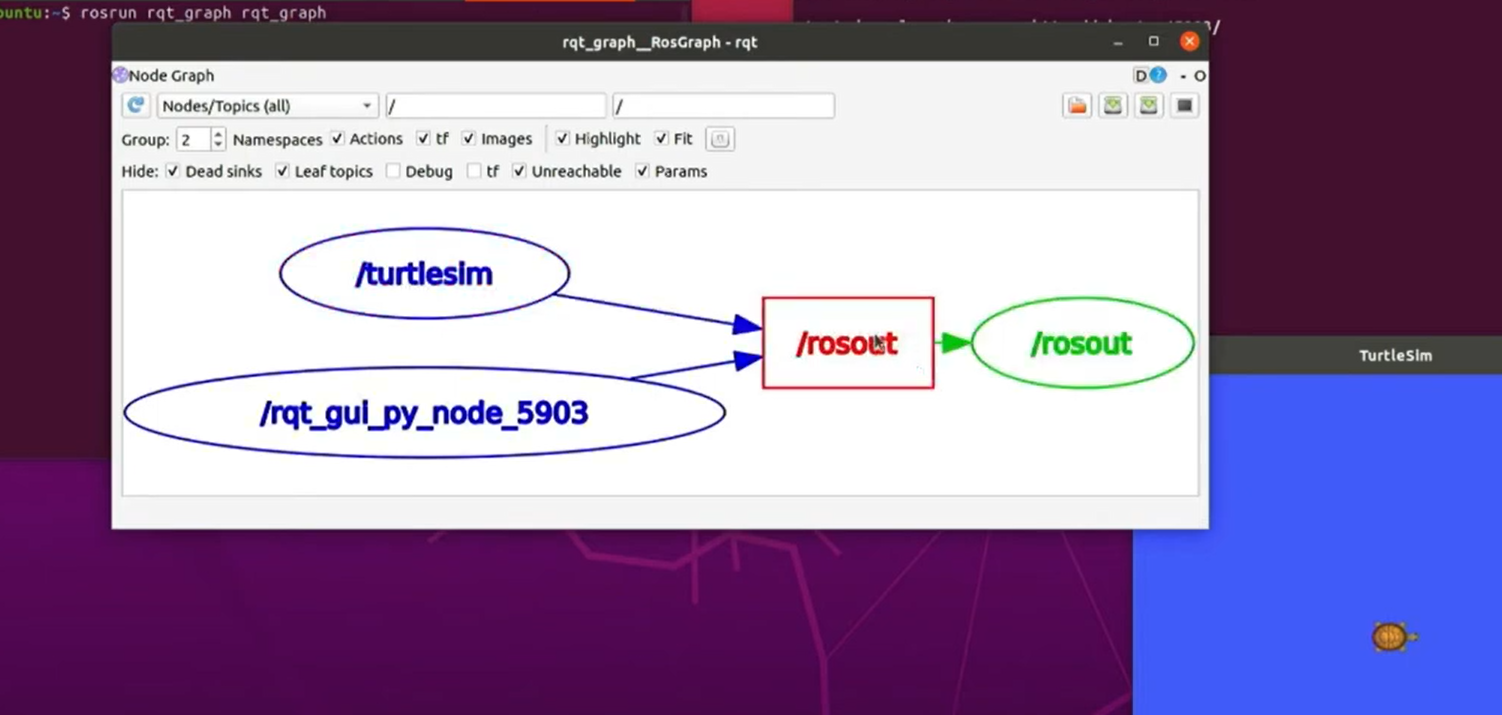 ubuntu:~$ rosrun rqt_graph rqt_graph
rqt_graph__RosGraph - rqt
Node Graph
D ? - O
Nodes/Topics (all) / /
Group: 2 Namespaces Actions tf Images Highlight Fit
Hide: Dead sinks Leaf topics Debug tf Unreachable Params
/turtlesim
/rosout
/rosout
/rqt_gui_py_node_5903
TurtleSim